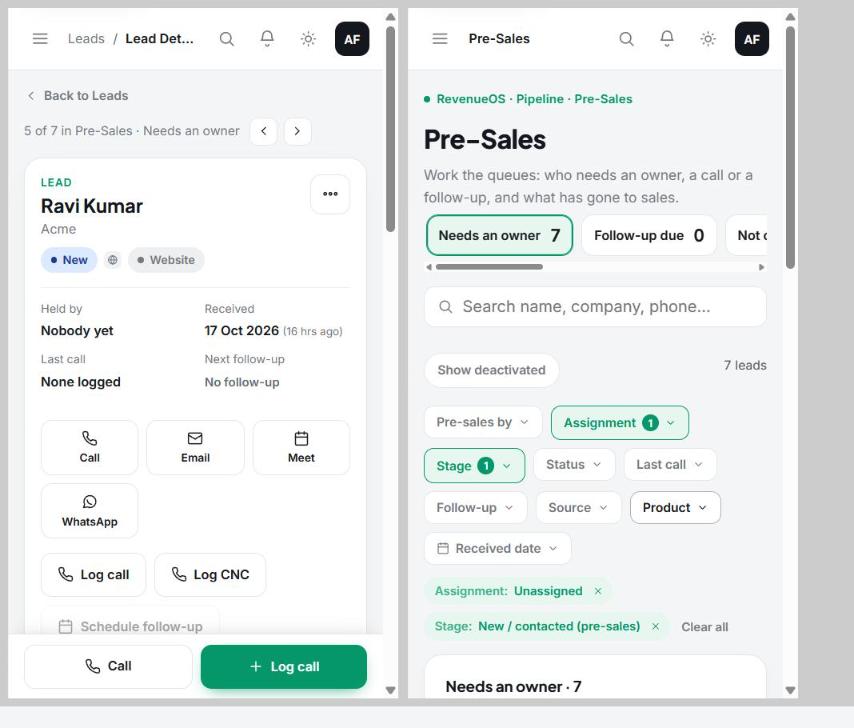 Leads / Lead Det...
AF
Back to Leads
5 of 7 in Pre-Sales · Needs an owner
LEAD
Ravi Kumar
Acme
New
Website
Held by
Received
Nobody yet
17 Oct 2026 (16 hrs ago)
Last call
Next follow-up
None logged
No follow-up
Call
Email
Meet
WhatsApp
Log call
Log CNC
Schedule follow-up
Call
+ Log call
Pre-Sales
AF
RevenueOS · Pipeline · Pre-Sales
Pre-Sales
Work the queues: who needs an owner, a call or a
follow-up, and what has gone to sales.
Needs an owner 7
Follow-up due 0
Not
Search name, company, phone...
Show deactivated
7 leads
Pre-sales by
Assignment 1
Stage 1
Status
Last call
Follow-up
Source
Product
Received date
Assignment: Unassigned ×
Stage: New / contacted (pre-sales) ×
Clear all
Needs an owner · 7